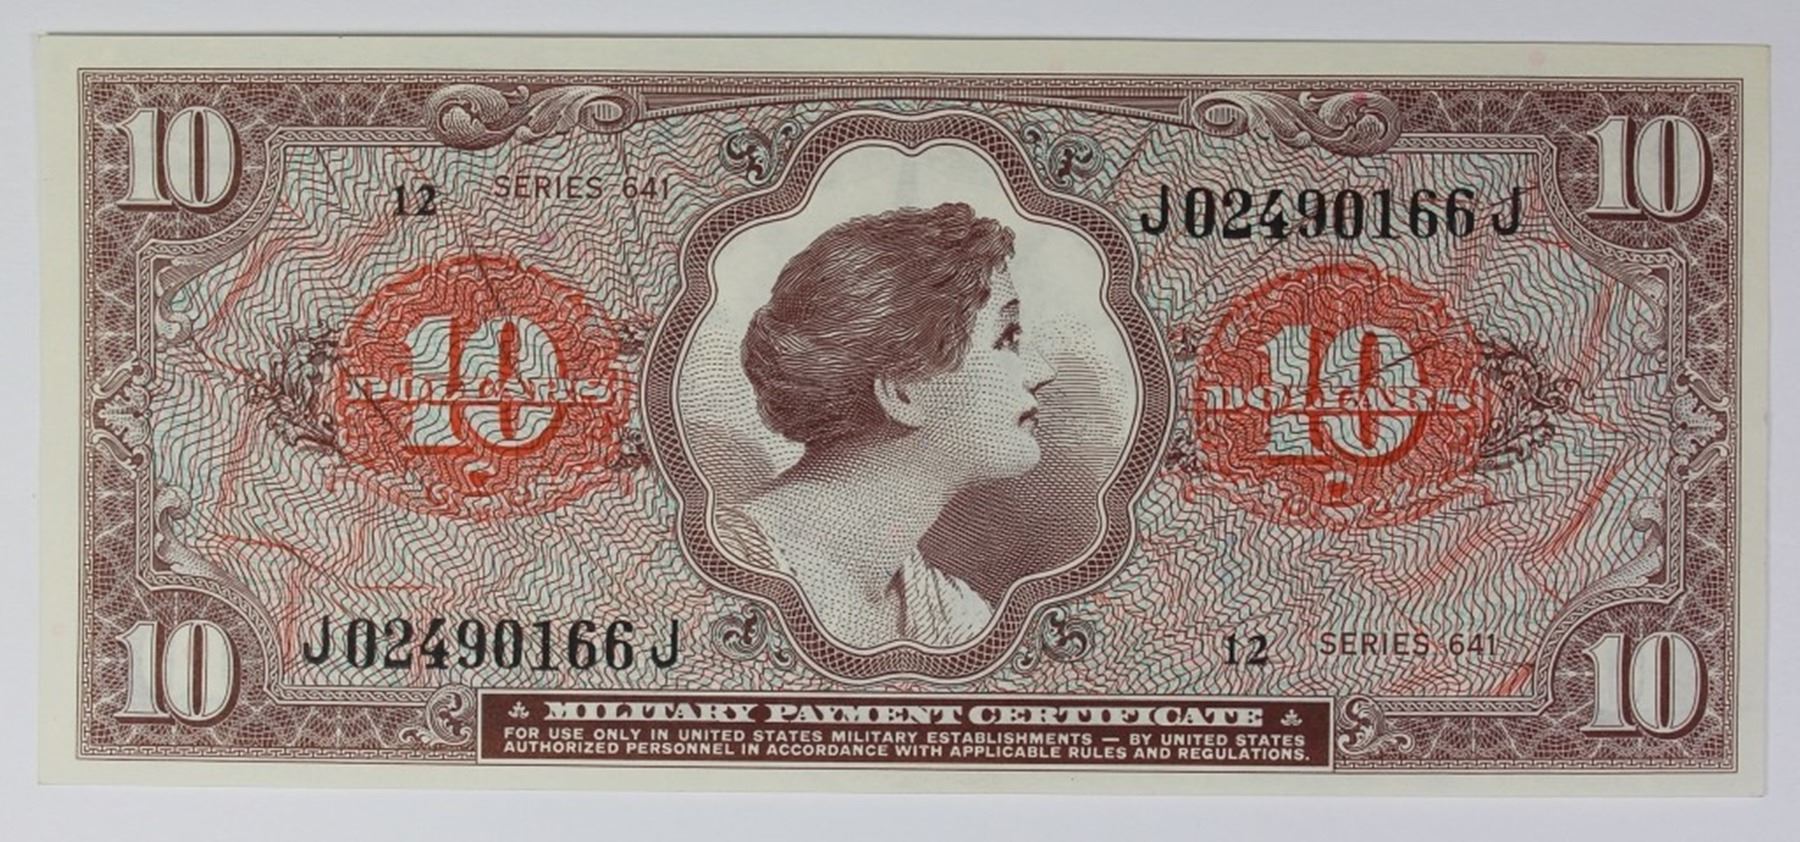 10 10
12 SERIES 641 J02490166J
10 DOLLARS 10 DOLLARS
J02490166J 12 SERIES 641
10 10
MILITARY PAYMENT CERTIFICATE
FOR USE ONLY IN UNITED STATES MILITARY ESTABLISHMENTS — BY UNITED STATES
AUTHORIZED PERSONNEL IN ACCORDANCE WITH APPLICABLE RULES AND REGULATIONS.